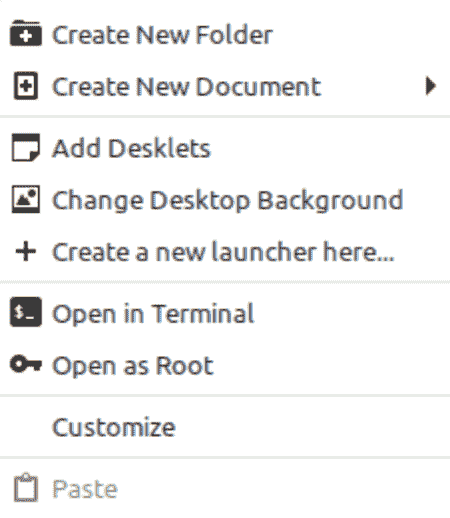 Create New Folder
Create New Document
Add Desklets
Change Desktop Background
Create a new launcher here...
$_ Open in Terminal
Open as Root
Customize
Paste